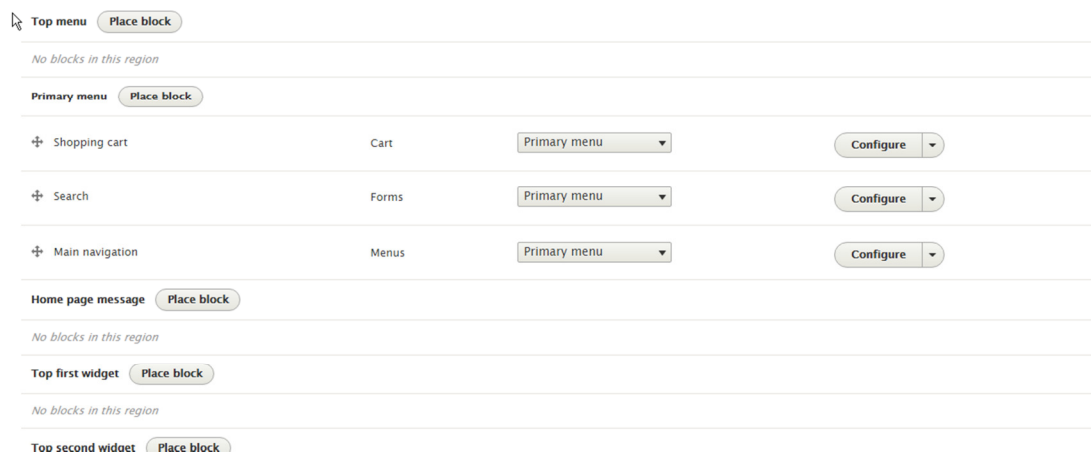 Top menu Place block
No blocks in this region
Primary menu Place block
Shopping cart Cart Primary menu Configure
Search Forms Primary menu Configure
Main navigation Menus Primary menu Configure
Home page message Place block
No blocks in this region
Top first widget Place block
No blocks in this region
Top second widget Place block